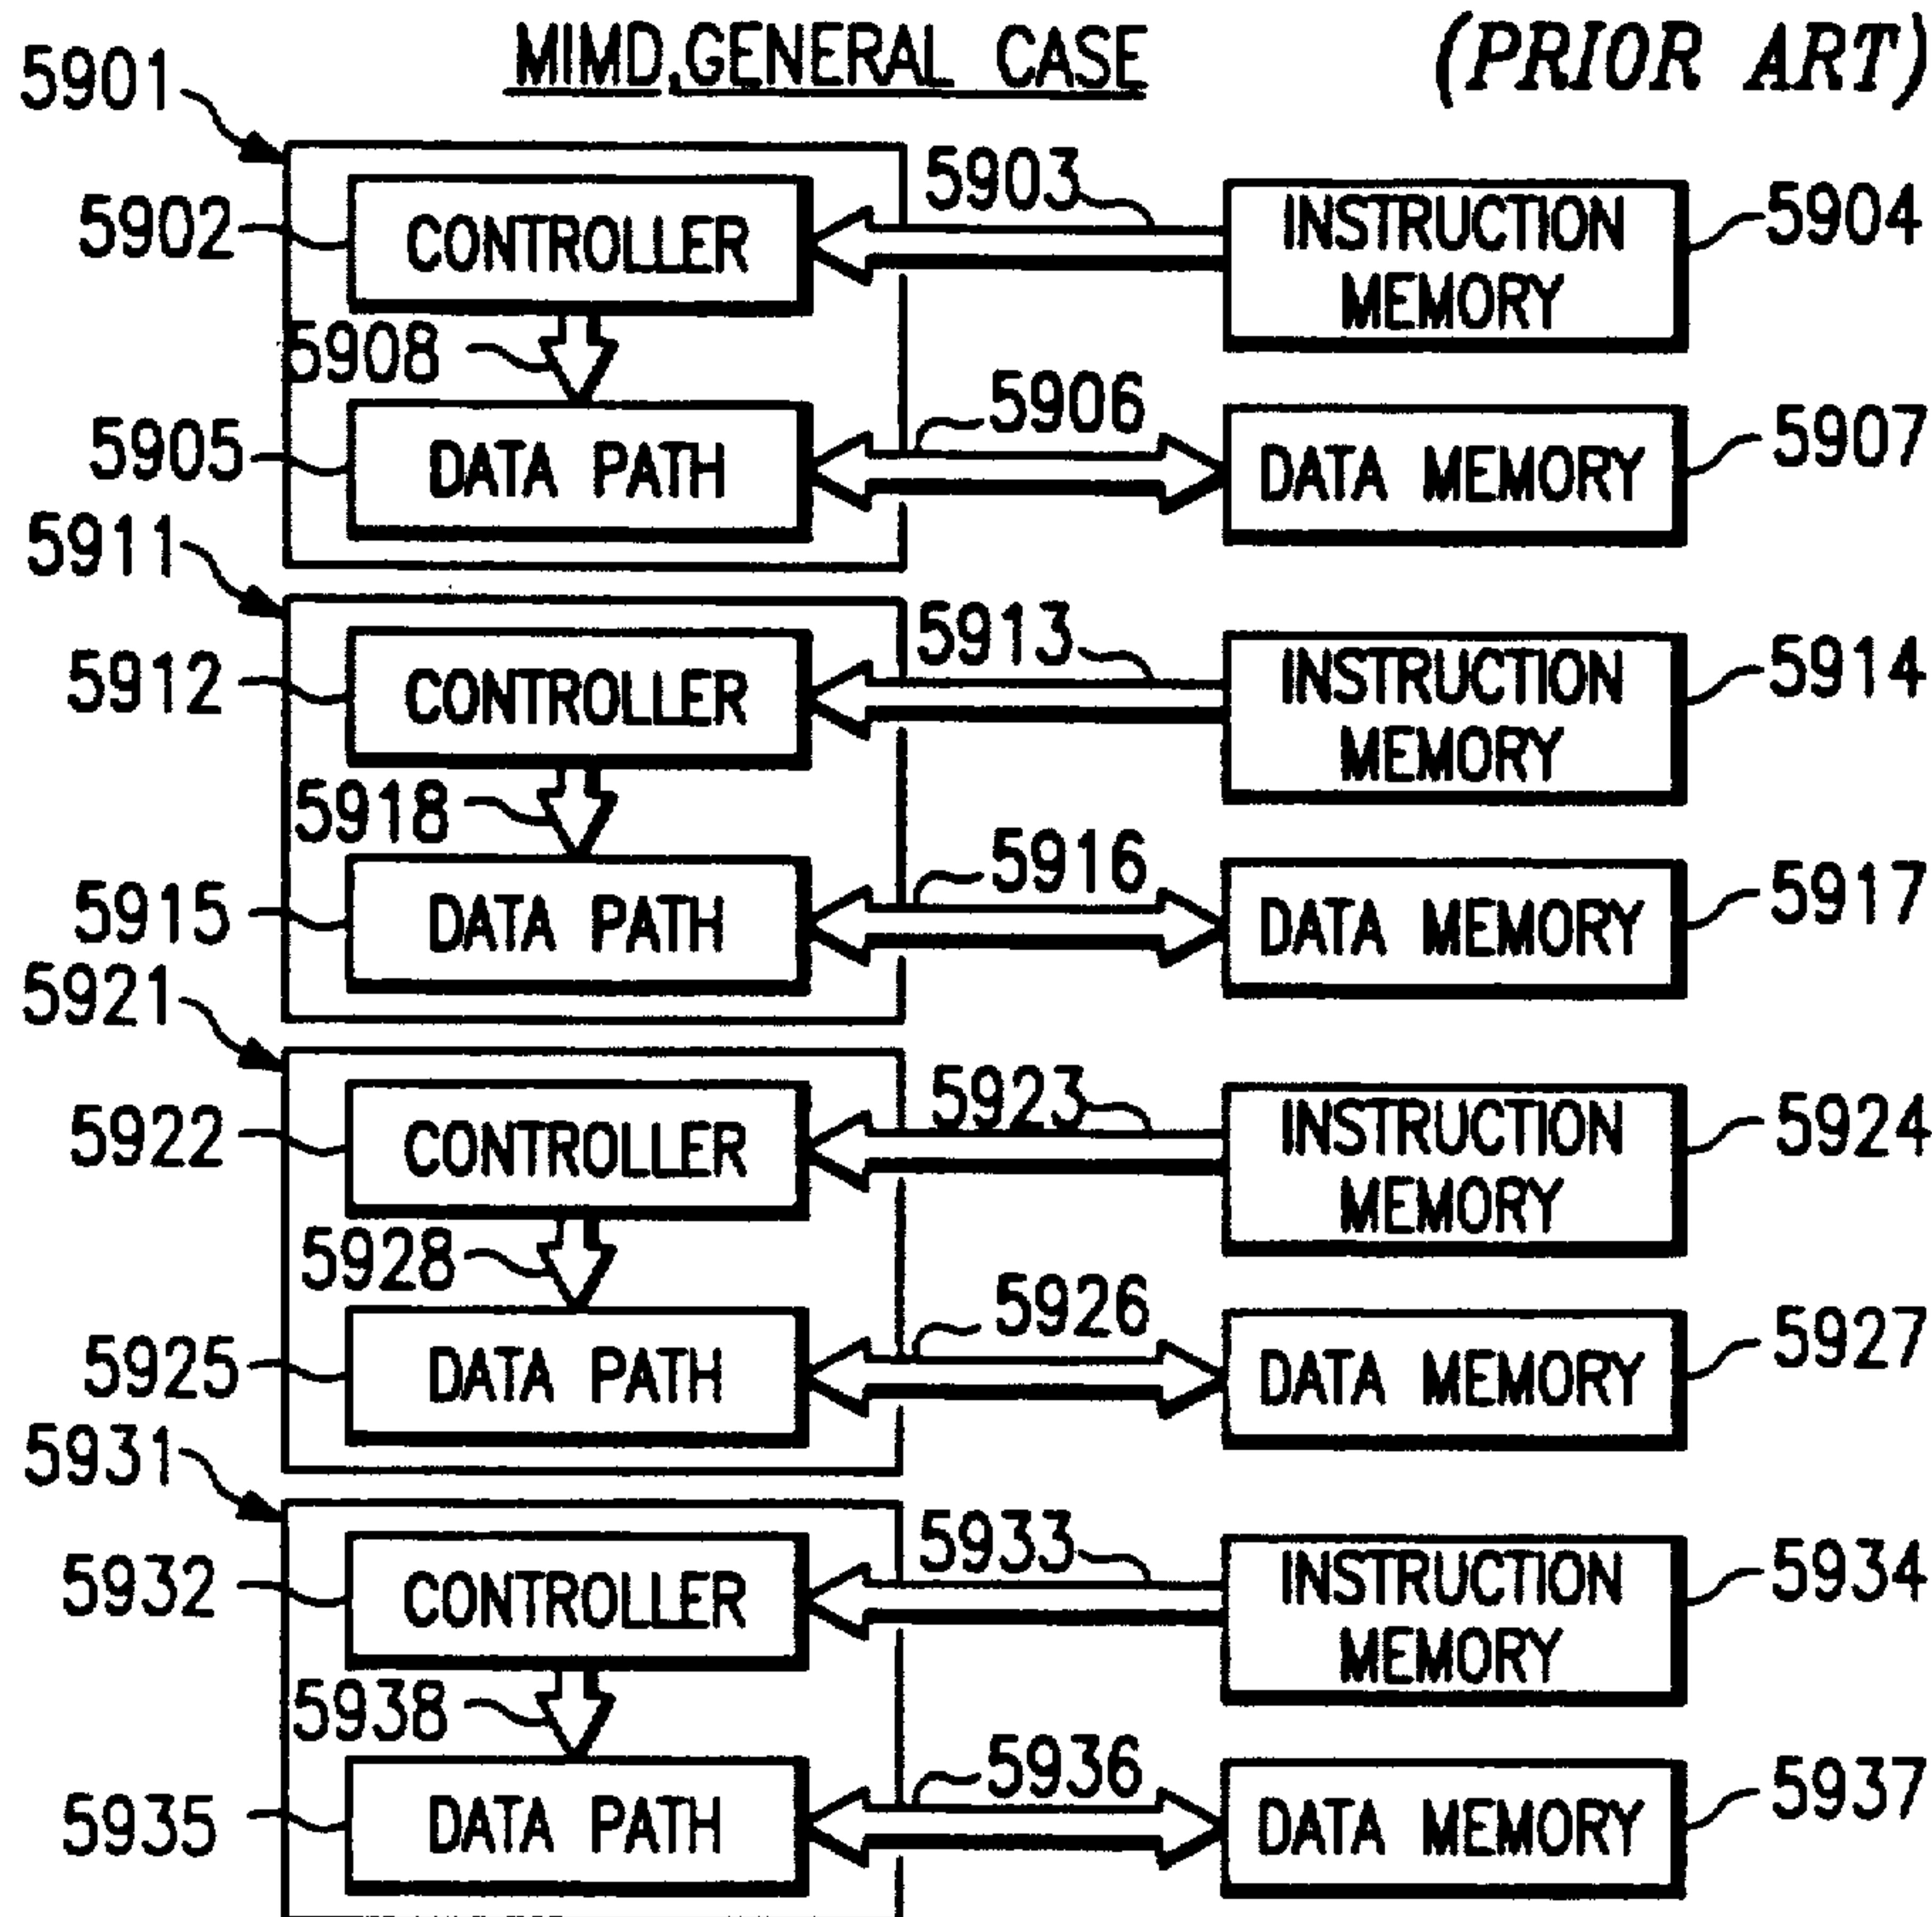 MIMD.GENERAL CASE (PRIOR ART)
5901
5902 CONTROLLER 5903 INSTRUCTION MEMORY 5904
5908
5905 DATA PATH 5906 DATA MEMORY 5907
5911
5912 CONTROLLER 5913 INSTRUCTION MEMORY 5914
5918
5915 DATA PATH 5916 DATA MEMORY 5917
5921
5922 CONTROLLER 5923 INSTRUCTION MEMORY 5924
5928
5925 DATA PATH 5926 DATA MEMORY 5927
5931
5932 CONTROLLER 5933 INSTRUCTION MEMORY 5934
5938
5935 DATA PATH 5936 DATA MEMORY 5937